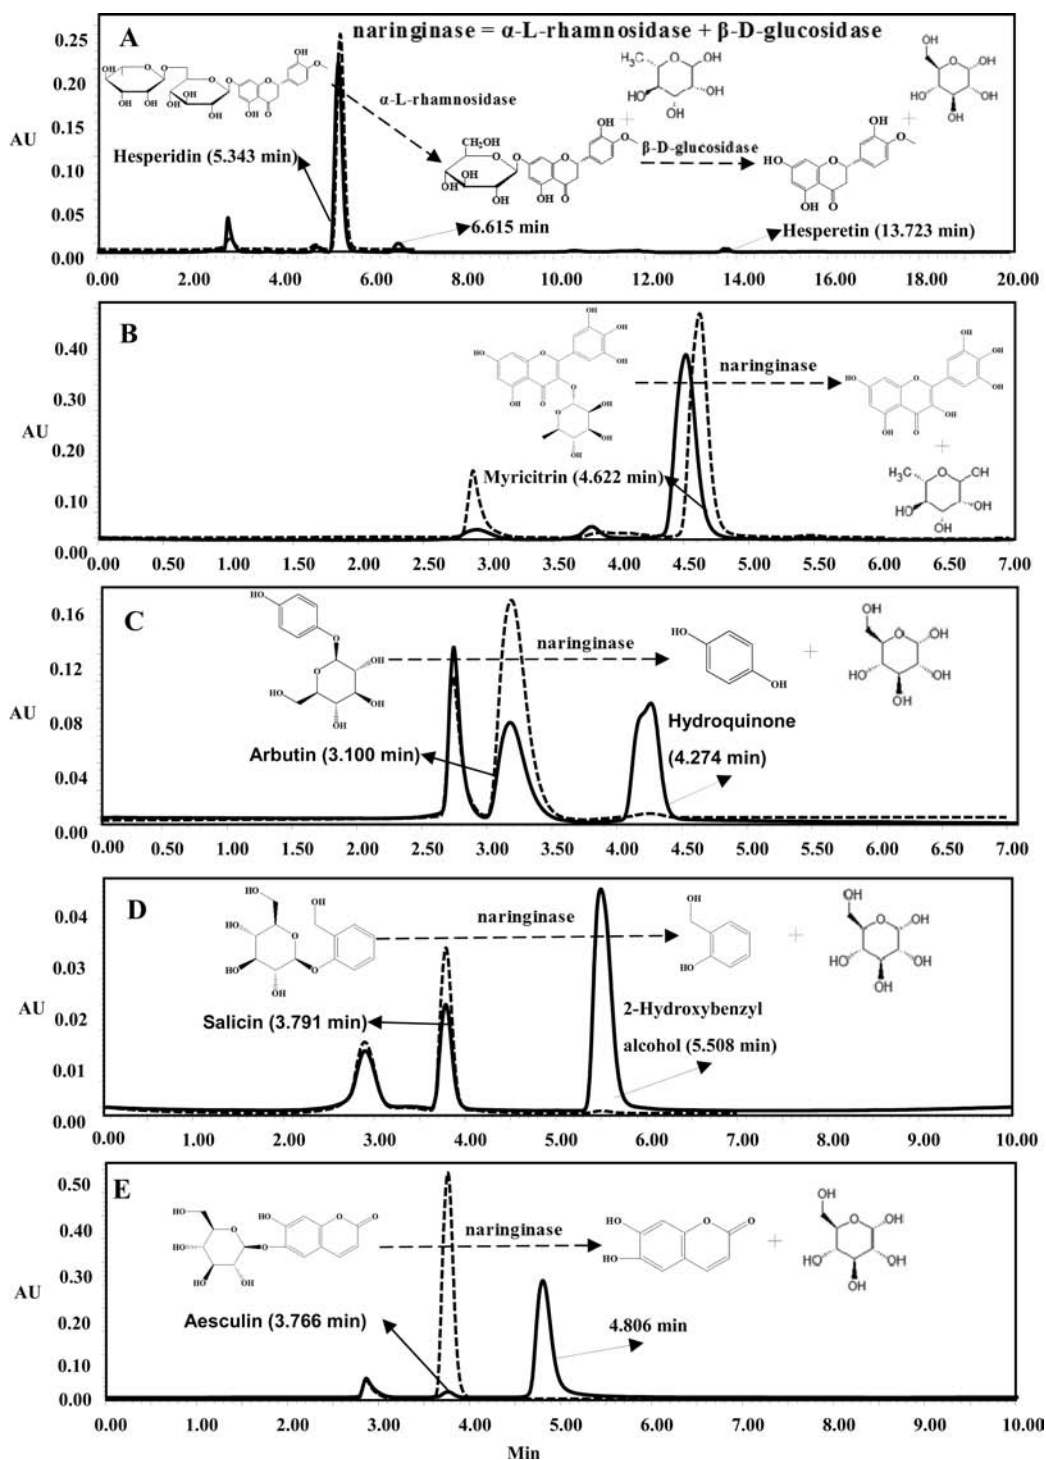 A
naringinase = α-L-rhamnosidase + β-D-glucosidase
α-L-rhamnosidase
β-D-glucosidase
Hesperidin (5.343 min)
6.615 min
Hesperetin (13.723 min)
AU
0.25
0.20
0.15
0.10
0.05
0.00
0.00 2.00 4.00 6.00 8.00 10.00 12.00 14.00 16.00 18.00 20.00
B
naringinase
Myricitrin (4.622 min)
AU
0.40
0.30
0.20
0.10
0.00
0.00 0.50 1.00 1.50 2.00 2.50 3.00 3.50 4.00 4.50 5.00 5.50 6.00 6.50 7.0
C
naringinase
Arbutin (3.100 min)
Hydroquinone
(4.274 min)
AU
0.16
0.12
0.08
0.04
0.00
0.00 0.50 1.00 1.50 2.00 2.50 3.00 3.50 4.00 4.50 5.00 5.50 6.00 6.50 7.00
D
naringinase
Salicin (3.791 min)
2-Hydroxybenzyl
alcohol (5.508 min)
AU
0.04
0.03
0.02
0.01
0.00
0.00 1.00 2.00 3.00 4.00 5.00 6.00 7.00 8.00 9.00 10.00
E
naringinase
Aesculin (3.766 min)
4.806 min
AU
0.50
0.40
0.30
0.20
0.10
0.00
0.00 1.00 2.00 3.00 4.00 5.00 6.00 7.00 8.00 9.00 10.00
Min